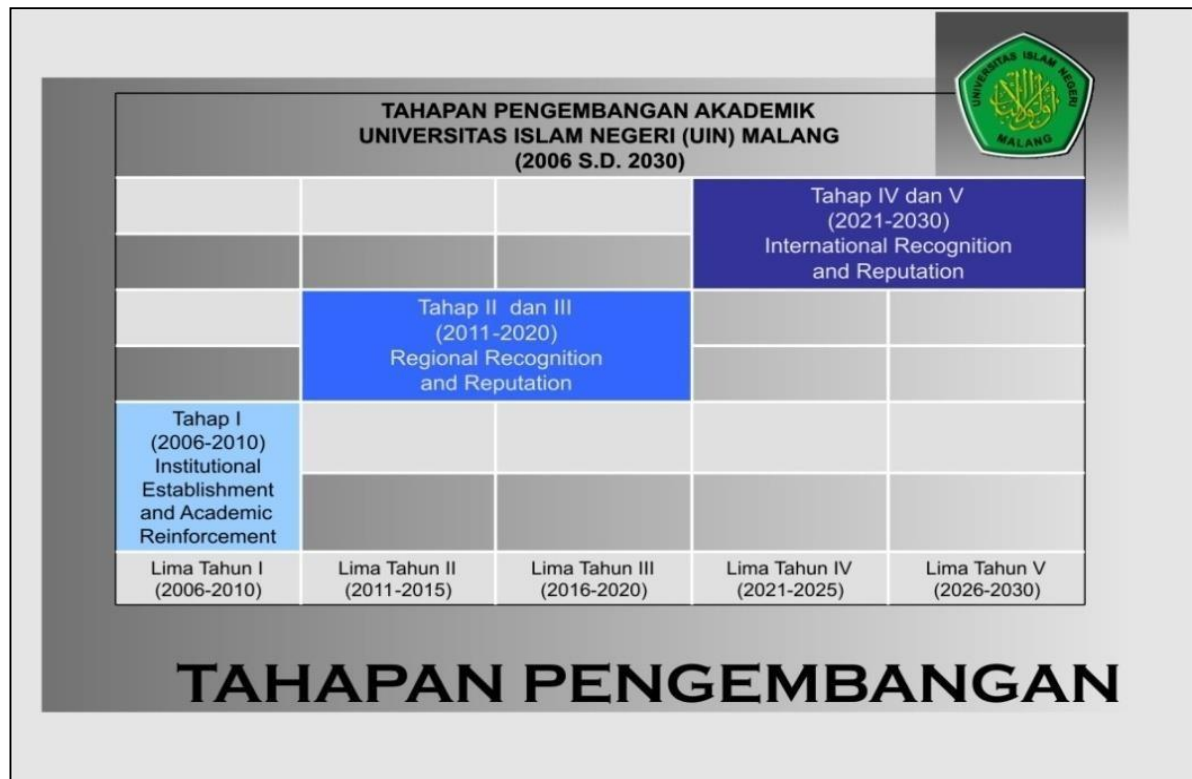 UNIVERSITAS ISLAM NEGERI
MALANG
TAHAPAN PENGEMBANGAN AKADEMIK
UNIVERSITAS ISLAM NEGERI (UIN) MALANG
(2006 S.D. 2030)
Tahap IV dan V
(2021-2030)
International Recognition
and Reputation
Tahap II dan III
(2011-2020)
Regional Recognition
and Reputation
Tahap I
(2006-2010)
Institutional
Establishment
and Academic
Reinforcement
Lima Tahun I
(2006-2010)
Lima Tahun II
(2011-2015)
Lima Tahun III
(2016-2020)
Lima Tahun IV
(2021-2025)
Lima Tahun V
(2026-2030)
TAHAPAN PENGEMBANGAN